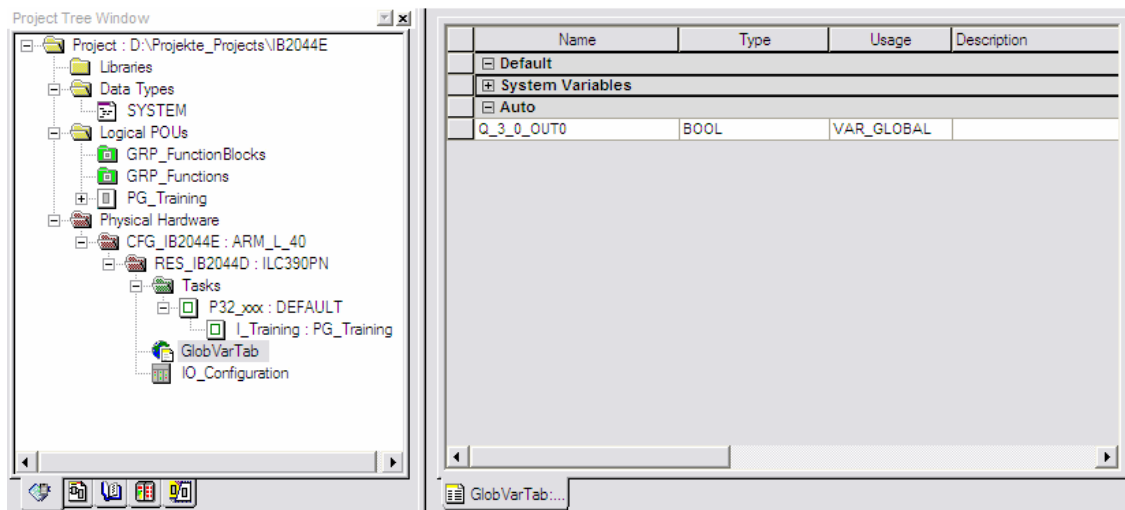 Project Tree Window
Project : D:\Projekte_Projects\IB2044E
Libraries
Data Types
SYSTEM
Logical POUs
GRP_FunctionBlocks
GRP_Functions
PG_Training
Physical Hardware
CFG_IB2044E : ARM_L_40
RES_IB2044D : ILC390PN
Tasks
P32_xxx : DEFAULT
I_Training : PG_Training
GlobVarTab
IO_Configuration
Name Type Usage Description
Default
System Variables
Auto
Q_3_0_OUT0 BOOL VAR_GLOBAL
GlobVarTab:...